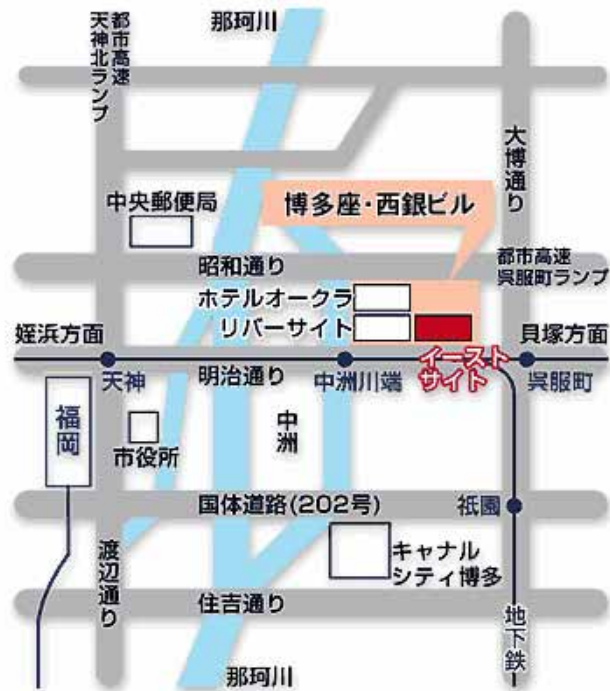 那珂川
都市高速
天神北ランプ
大博通り
中央郵便局
博多座・西銀ビル
昭和通り
都市高速
呉服町ランプ
ホテルオークラ
リバーサイト
姪浜方面
イースト
サイト
貝塚方面
天神
明治通り
中洲川端
呉服町
福岡
市役所
中洲
国体道路(202号)
祇園
渡辺通り
キャナル
シティ博多
住吉通り
地下鉄
那珂川